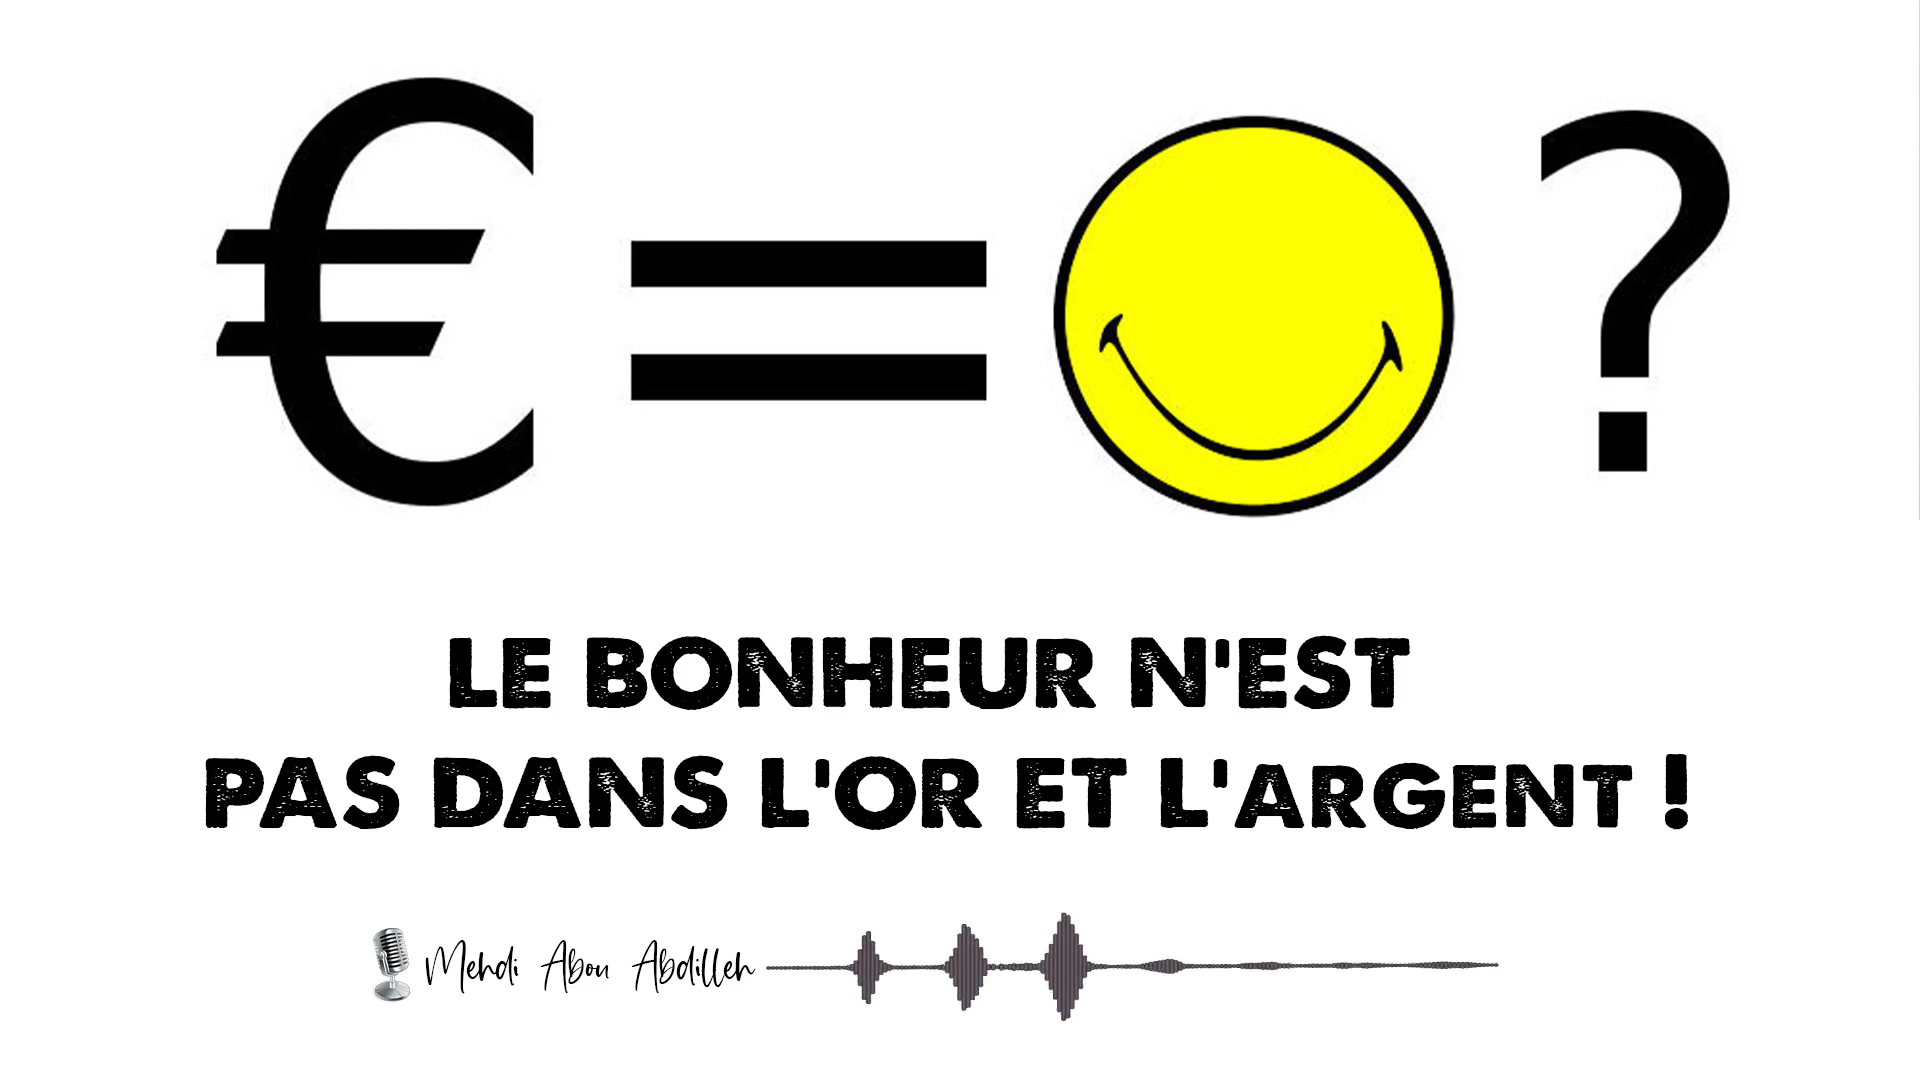 € = ?
LE BONHEUR N'EST
PAS DANS L'OR ET L'ARGENT !
Mehdi Abou Abdilleh